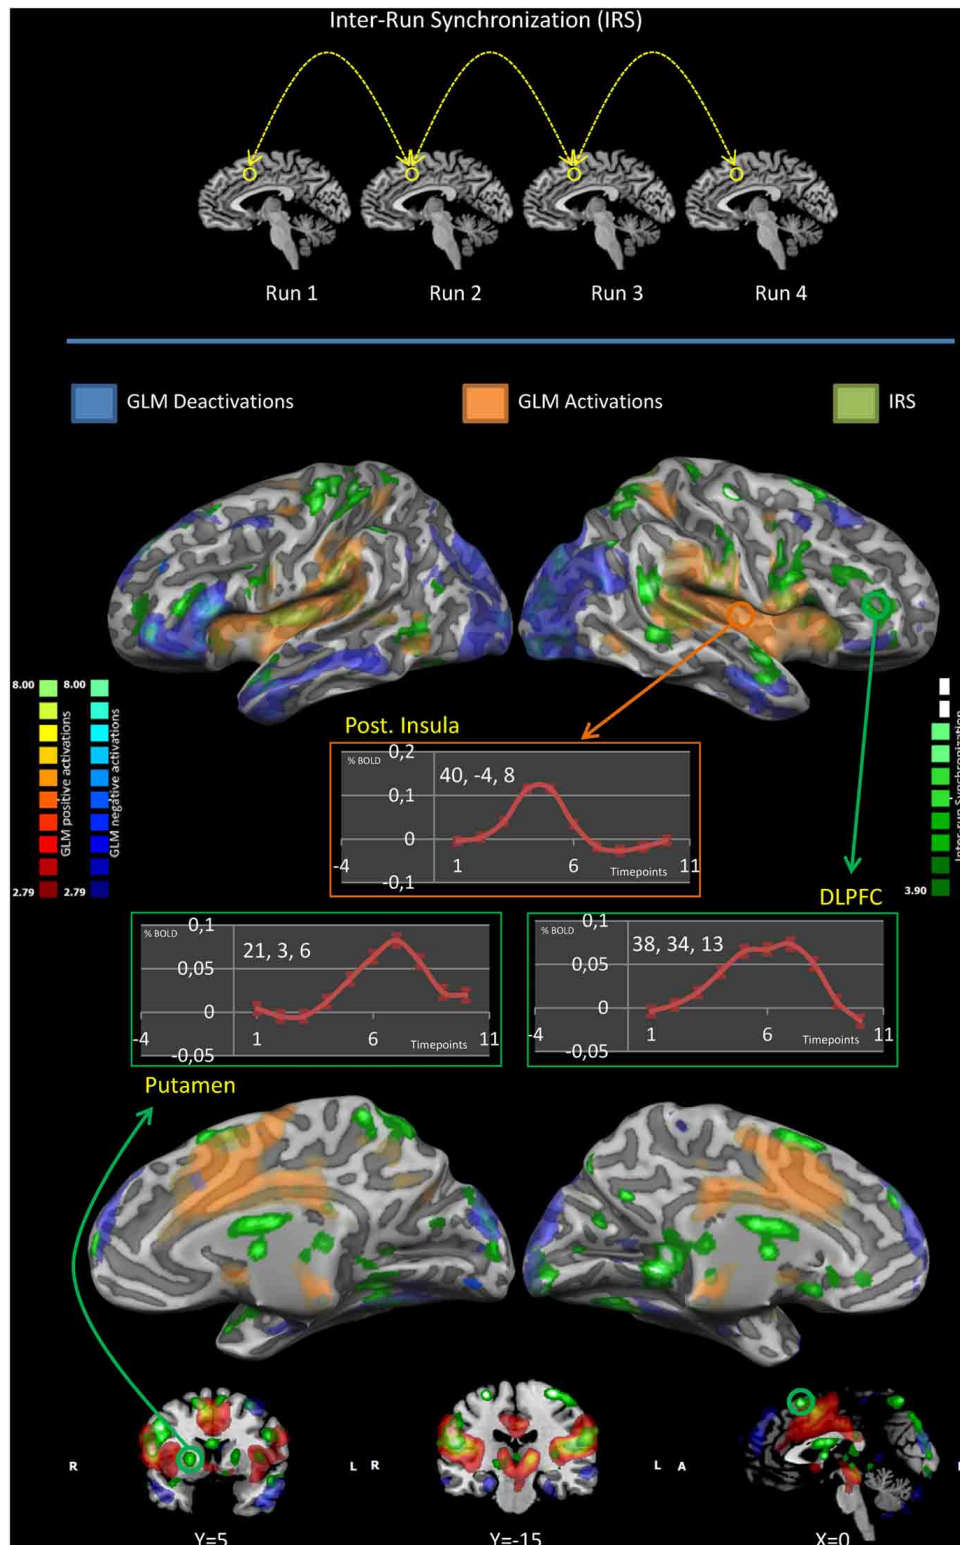 Inter-Run Synchronization (IRS)
Run 1
Run 2
Run 3
Run 4
GLM Deactivations
GLM Activations
IRS
8.00
8.00
GLM positive activations
GLM negative activations
2.79
2.79
Inter-run Synchronization
3.90
Post. Insula
% BOLD
40, -4, 8
0,2
0,1
0
-0,1
-4
1
6
11
Timepoints
DLPFC
% BOLD
21, 3, 6
0,1
0,05
0
-0,05
-4
1
6
11
Timepoints
% BOLD
38, 34, 13
0,1
0,05
0
-0,05
-4
1
6
11
Timepoints
Putamen
R
L
R
L
A
Y=5
Y=-15
X=0